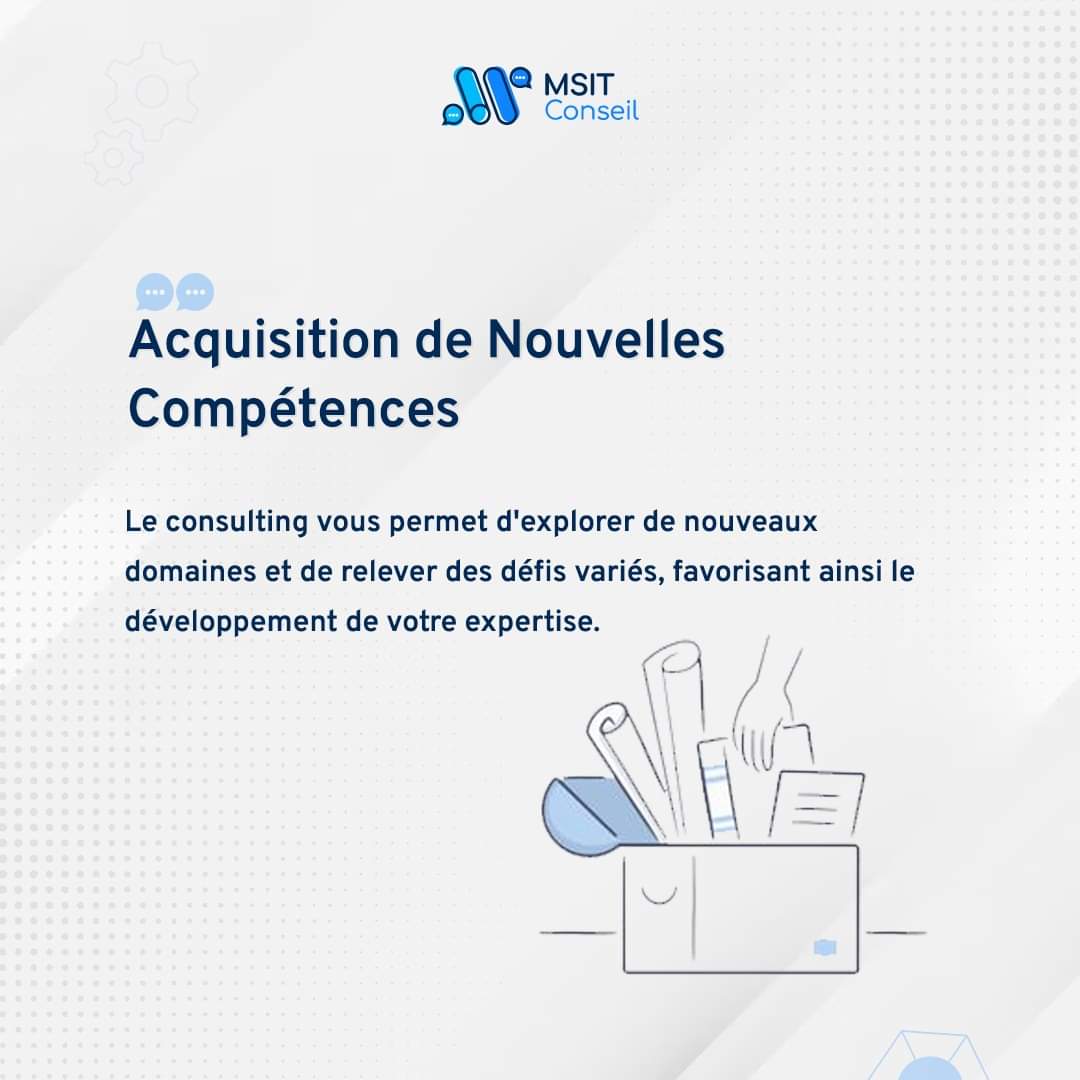 MSIT
Conseil
Acquisition de Nouvelles
Compétences
Le consulting vous permet d'explorer de nouveaux
domaines et de relever des défis variés, favorisant ainsi le
développement de votre expertise.